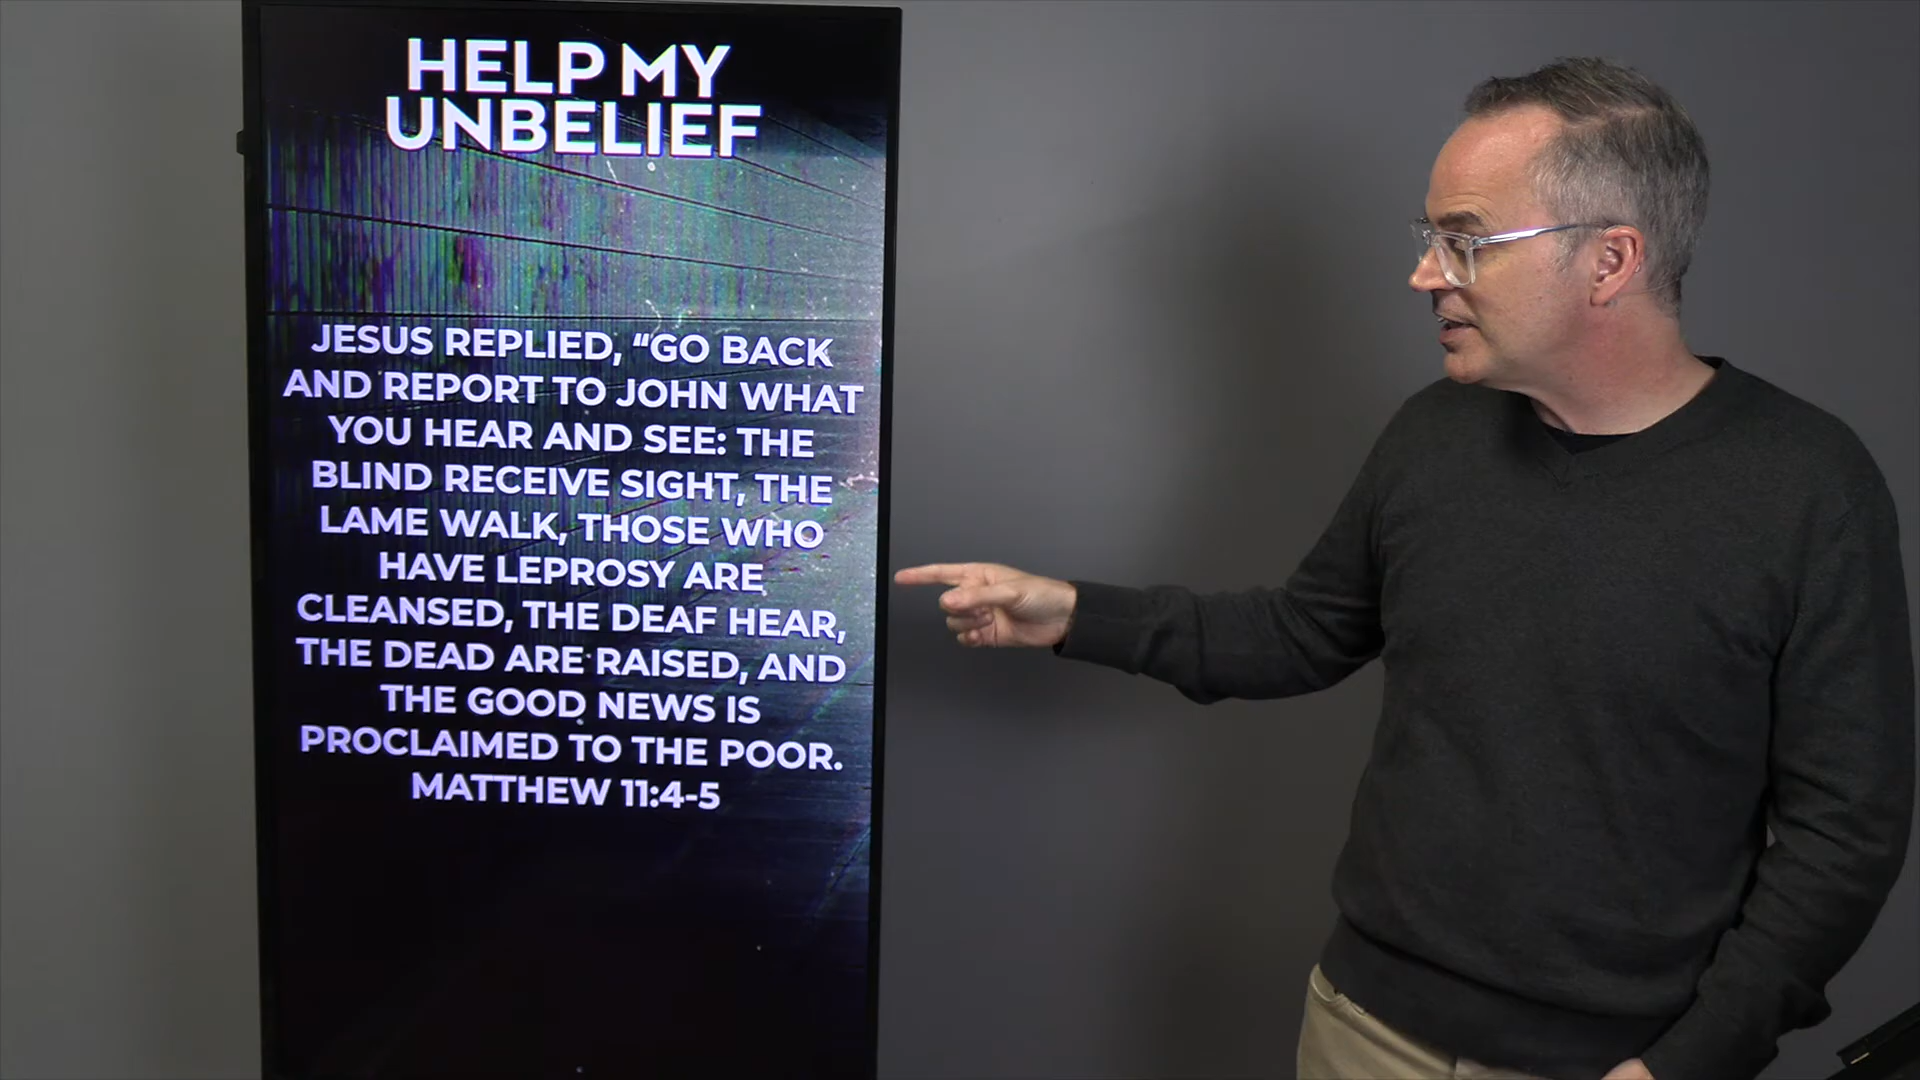 HELP MY
UNBELIEF
JESUS REPLIED, “GO BACK
AND REPORT TO JOHN WHAT
YOU HEAR AND SEE: THE
BLIND RECEIVE SIGHT, THE
LAME WALK, THOSE WHO
HAVE LEPROSY ARE
CLEANSED, THE DEAF HEAR,
THE DEAD ARE RAISED, AND
THE GOOD NEWS IS
PROCLAIMED TO THE POOR.
MATTHEW 11:4-5